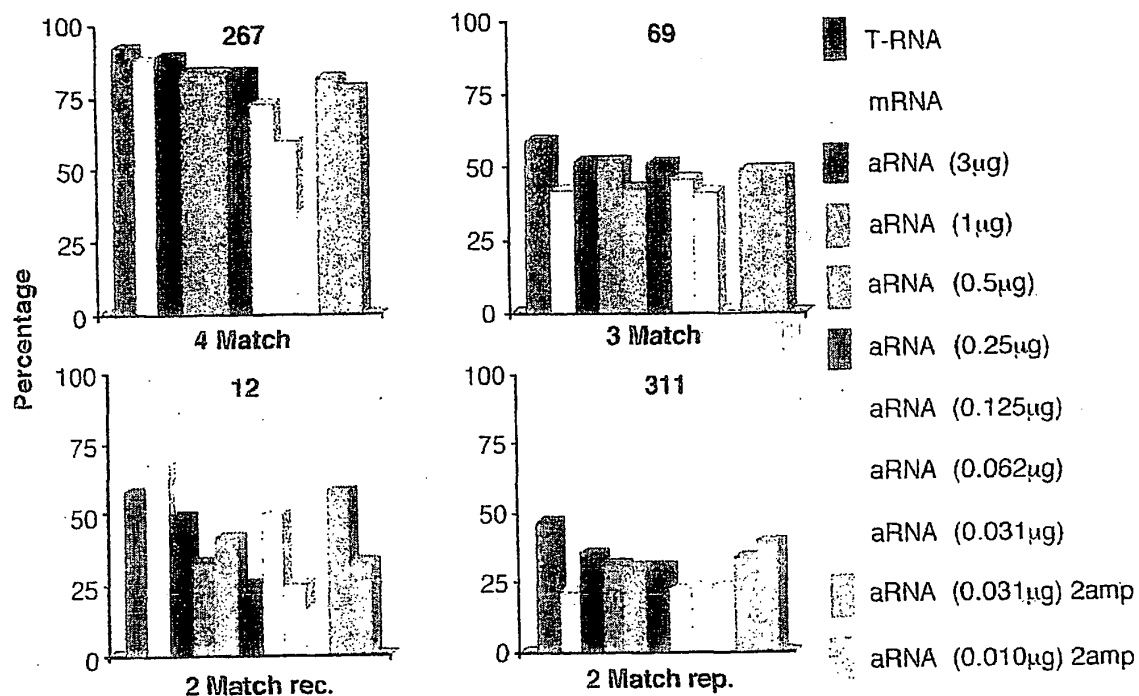 Percentage
100
75
50
25
0
267
4 Match
100
75
50
25
0
69
3 Match
100
75
50
25
0
12
2 Match rec.
100
75
50
25
0
311
2 Match rep.
T-RNA
mRNA
aRNA (3µg)
aRNA (1µg)
aRNA (0.5µg)
aRNA (0.25µg)
aRNA (0.125µg)
aRNA (0.062µg)
aRNA (0.031µg)
aRNA (0.031µg) 2amp
aRNA (0.010µg) 2amp